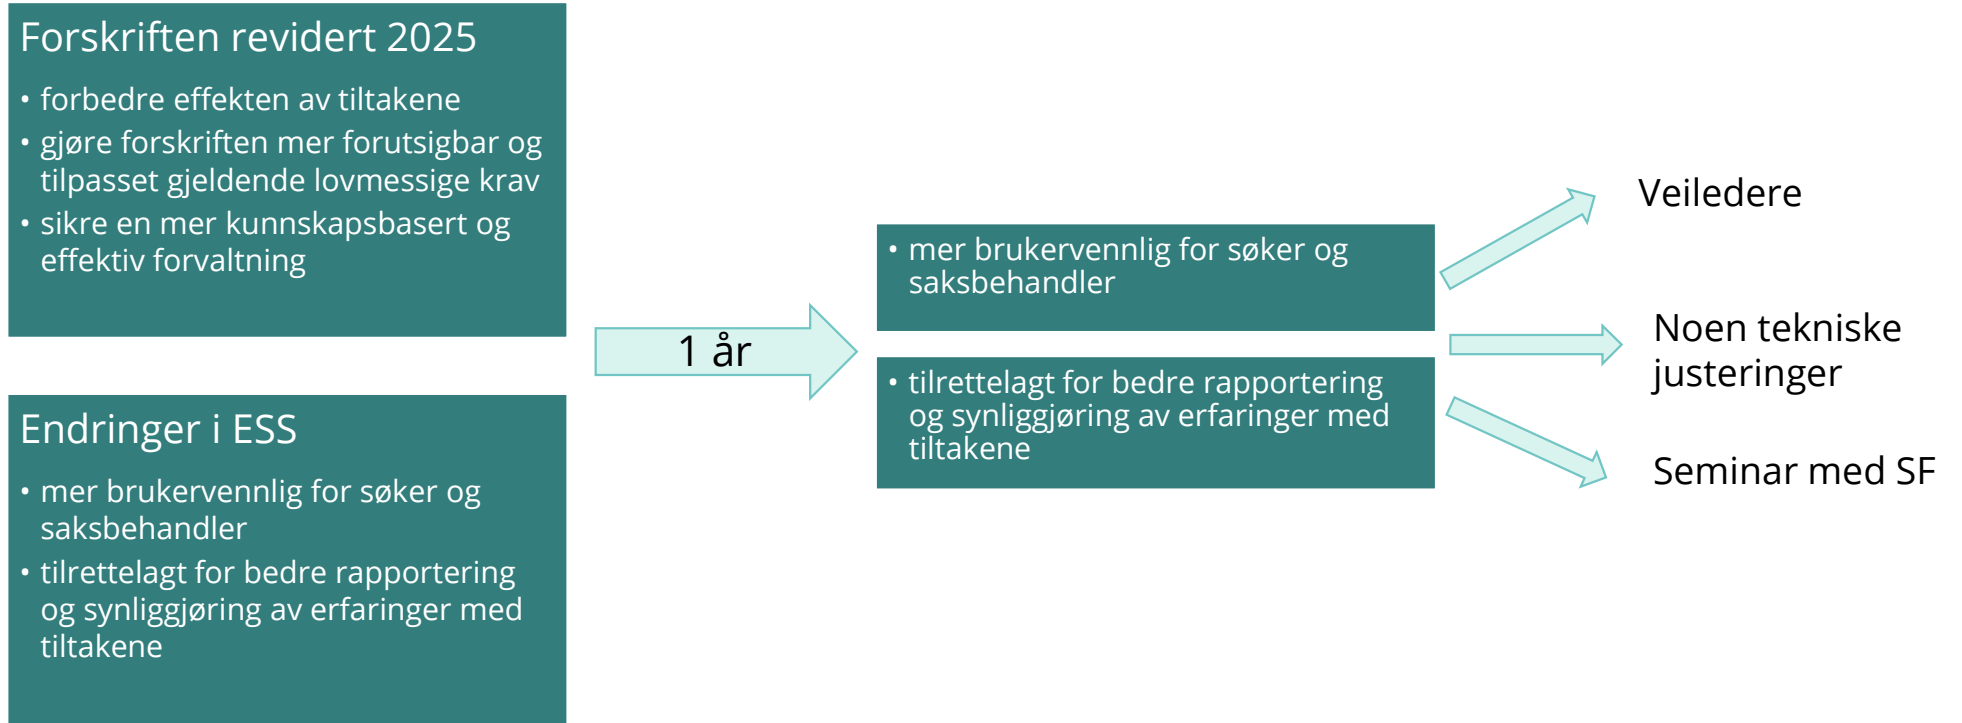 Forskriften revidert 2025
• forbedre effekten av tiltakene
• gjøre forskriften mer forutsigbar og
tilpasset gjeldende lovmessige krav
• sikre en mer kunnskapsbasert og
effektiv forvaltning
Endringer i ESS
• mer brukervennlig for søker og
saksbehandler
• tilrettelagt for bedre rapportering
og synliggjøring av erfaringer med
tiltakene
1 år
• mer brukervennlig for søker og
saksbehandler
• tilrettelagt for bedre rapportering
og synliggjøring av erfaringer med
tiltakene
Veiledere
Noen tekniske
justeringer
Seminar med SF